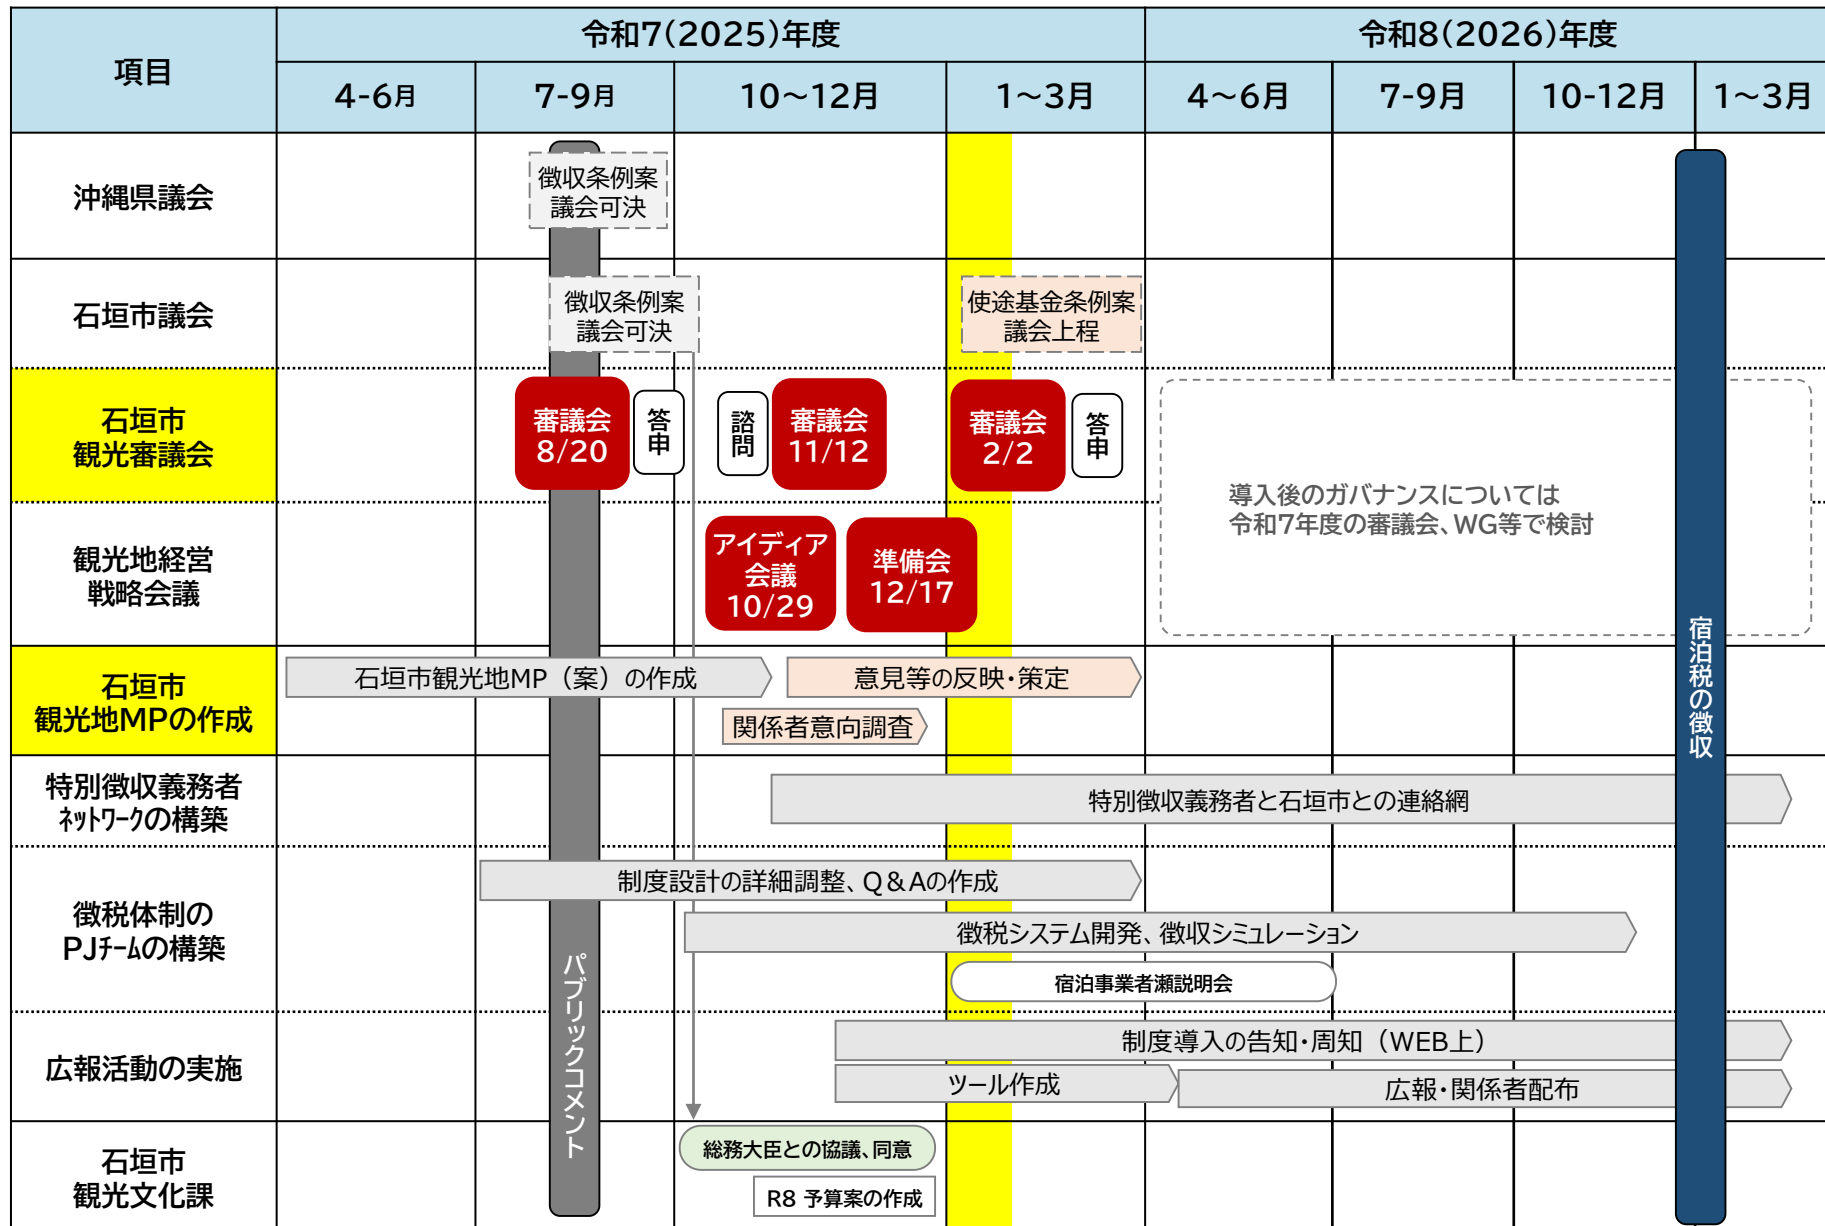 項目
令和7(2025)年度
令和8(2026)年度
4-6月
7-9月
10～12月
1～3月
4～6月
7-9月
10-12月
1～3月
沖縄県議会
徴収条例案
議会可決
石垣市議会
徴収条例案
議会可決
使途基金条例案
議会上程
石垣市
観光審議会
審議会
8/20
答申
諮問
審議会
11/12
審議会
2/2
答申
導入後のガバナンスについては
令和7年度の審議会、WG等で検討
観光地経営
戦略会議
アイディア
会議
10/29
準備会
12/17
石垣市
観光地MPの作成
石垣市観光地MP（案）の作成
意見等の反映・策定
関係者意向調査
特別徴収義務者
ﾈｯﾄﾜｰｸの構築
特別徴収義務者と石垣市との連絡網
徴税体制の
PJﾁｰﾑの構築
制度設計の詳細調整、Q＆Aの作成
徴税システム開発、徴収シミュレーション
宿泊事業者瀬説明会
広報活動の実施
制度導入の告知・周知（WEB上）
ツール作成
広報・関係者配布
石垣市
観光文化課
総務大臣との協議、同意
R8 予算案の作成
パブリックコメント
宿泊税の徴収